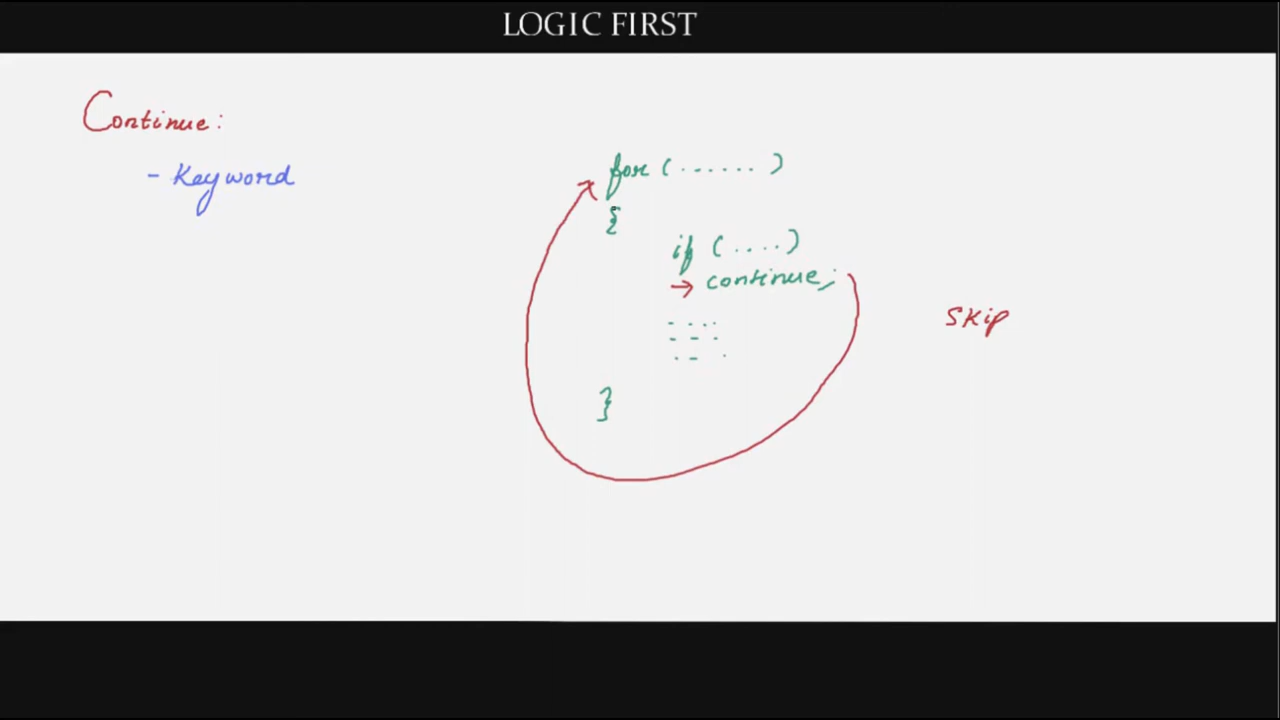 LOGIC FIRST
Continue:
- Keyword
for (......)
{
if (....)
→ continue;
Skip
}